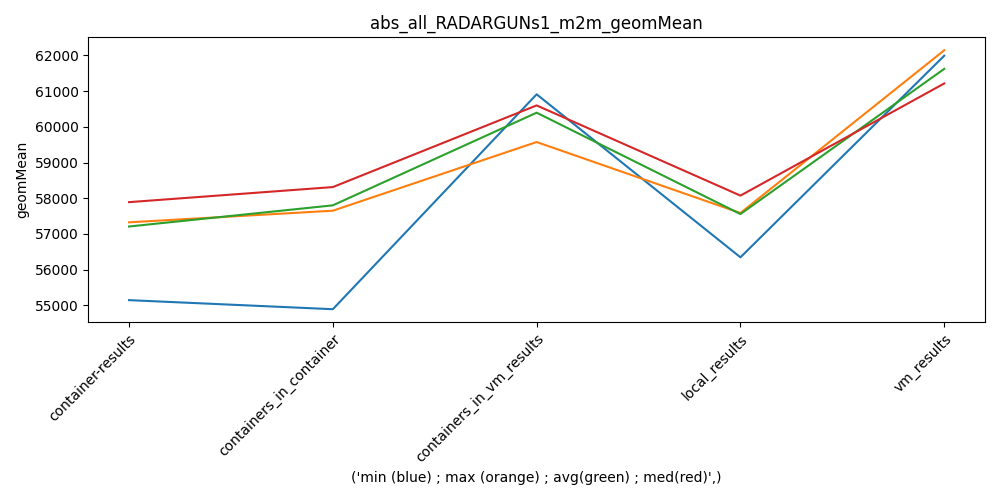 abs_all_RADARGUNs1_m2m_geomMean
62000
61000
60000
59000
58000
57000
56000
55000
geomMean
container-results
containers_in_container
containers_in_vm_results
local_results
vm_results
('min (blue) ; max (orange) ; avg(green) ; med(red)',)